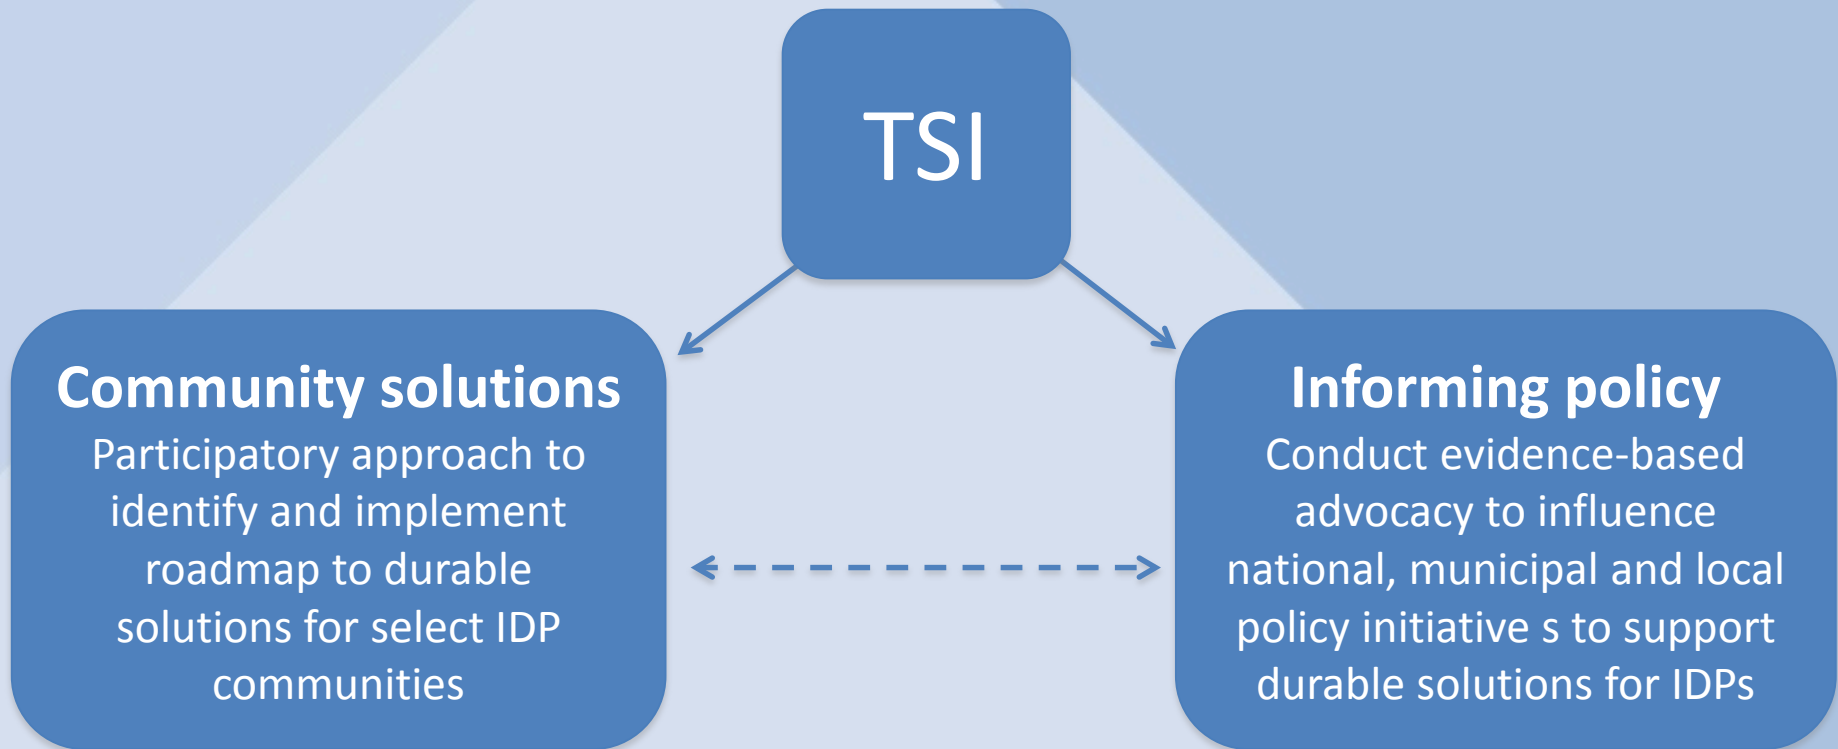 TSI
Community solutions
Participatory approach to
identify and implement
roadmap to durable
solutions for select IDP
communities
Informing policy
Conduct evidence-based
advocacy to influence
national, municipal and local
policy initiative s to support
durable solutions for IDPs